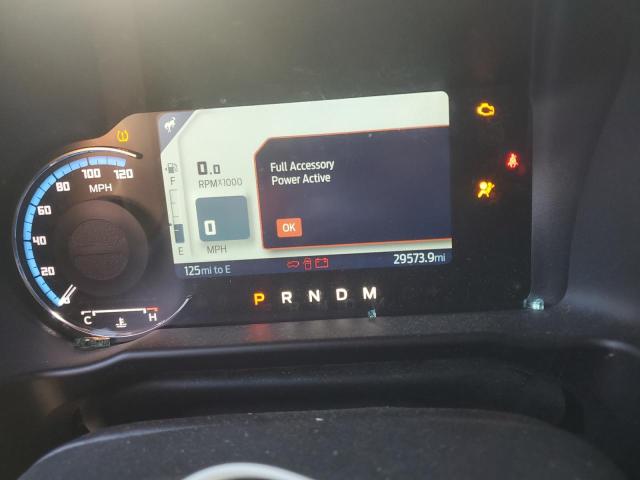 80 100 120
60
MPH
40
20
0
C H
F
E
0.0
RPMX1000
0
MPH
Full Accessory
Power Active
OK
125mi to E
29573.9mi
P R N D M